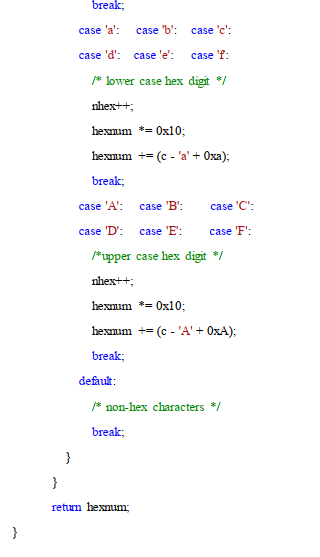 break;
case 'a': case 'b': case 'c':
case 'd': case 'e': case 'f':
/* lower case hex digit */
nhex++;
hexnum *= 0x10;
hexnum += (c - 'a' + 0xa);
break;
case 'A': case 'B': case 'C':
case 'D': case 'E': case 'F':
/*upper case hex digit */
nhex++;
hexnum *= 0x10;
hexnum += (c - 'A' + 0xA);
break;
default:
/* non-hex characters */
break;
}
}
return hexnum;
}